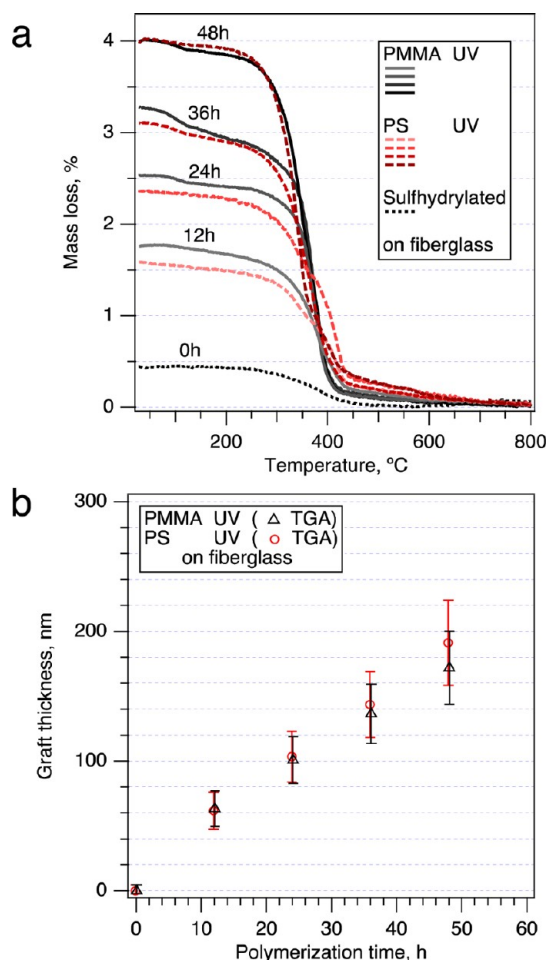 a
4
3
2
1
0
Mass loss, %
48h
36h
24h
12h
0h
PMMA UV
PS UV
Sulfhydrylated
on fiberglass
200
400
600
800
Temperature, ºC
b
300
200
100
0
Graft thickness, nm
PMMA UV ( △ TGA)
PS UV ( ○ TGA)
on fiberglass
0 10 20 30 40 50 60
Polymerization time, h